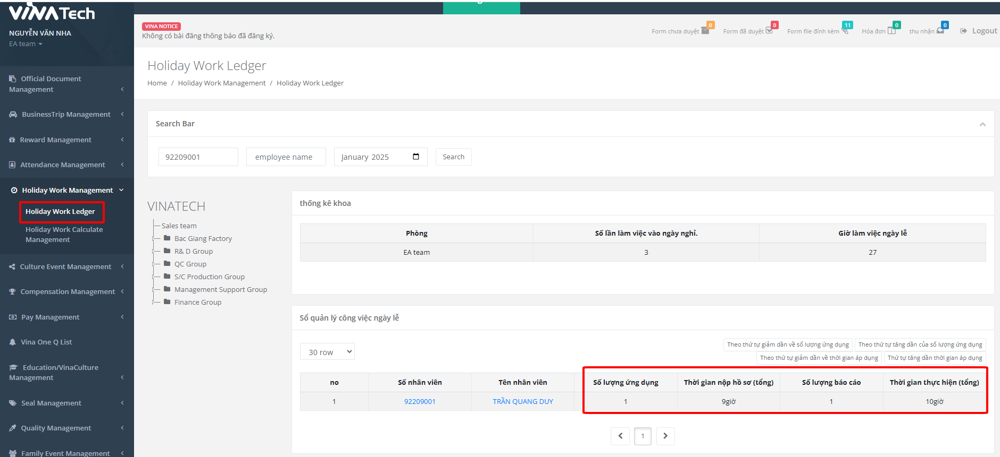 ViNATech
NGUYỄN VĂN NHA
EA team
Official Document
Management
BusinessTrip Management
Reward Management
Attendance Management
Holiday Work Management
Holiday Work Ledger
Holiday Work Calculate
Management
Culture Event Management
Compensation Management
Pay Management
Vina One Q List
Education/VinaCulture
Management
Seal Management
Quality Management
Family Event Management
VINA NOTICE
Không có bài đăng thông báo đã đăng ký.
Form chưa duyệt 0
Form đã duyệt 0
Form file đính kèm 11
Hóa đơn 0
thu nhận 0
Logout
Holiday Work Ledger
Home / Holiday Work Management / Holiday Work Ledger
Search Bar
92209001 employee name January 2025 Search
VINATECH
Sales team
Bac Giang Factory
R& D Group
QC Group
S/C Production Group
Management Support Group
Finance Group
thống kê khoa
Phòng Số lần làm việc vào ngày nghỉ. Giờ làm việc ngày lễ
EA team 3 27
Sổ quản lý công việc ngày lễ
30 row
Theo thứ tự giảm dần về số lượng ứng dụng Theo thứ tự tăng dần của số lượng ứng dụng
Theo thứ tự giảm dần về thời gian áp dụng Thứ tự tăng dần thời gian áp dụng
no Số nhân viên Tên nhân viên Số lượng ứng dụng Thời gian nộp hồ sơ (tổng) Số lượng báo cáo Thời gian thực hiện (tổng)
1 92209001 TRẦN QUANG DUY 1 9giờ 1 10giờ
1